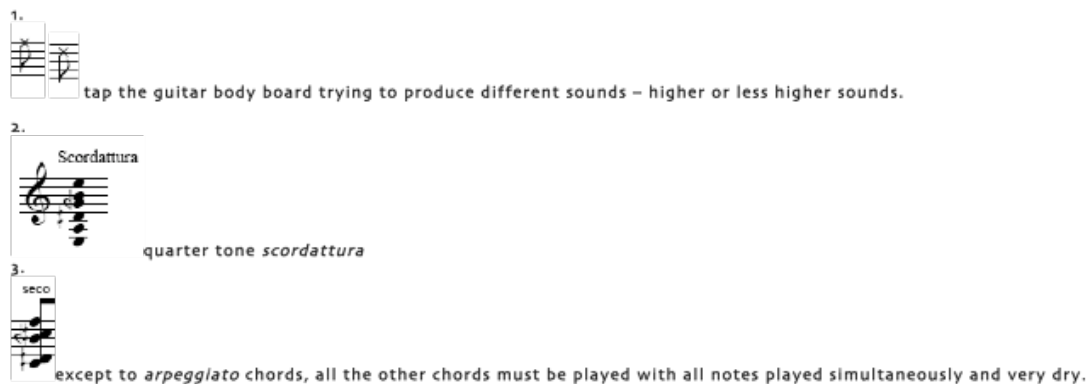 1.
tap the guitar body board trying to produce different sounds – higher or less higher sounds.
2.
Scordattura
quarter tone scordattura
3.
seco
except to arpeggiato chords, all the other chords must be played with all notes played simultaneously and very dry.